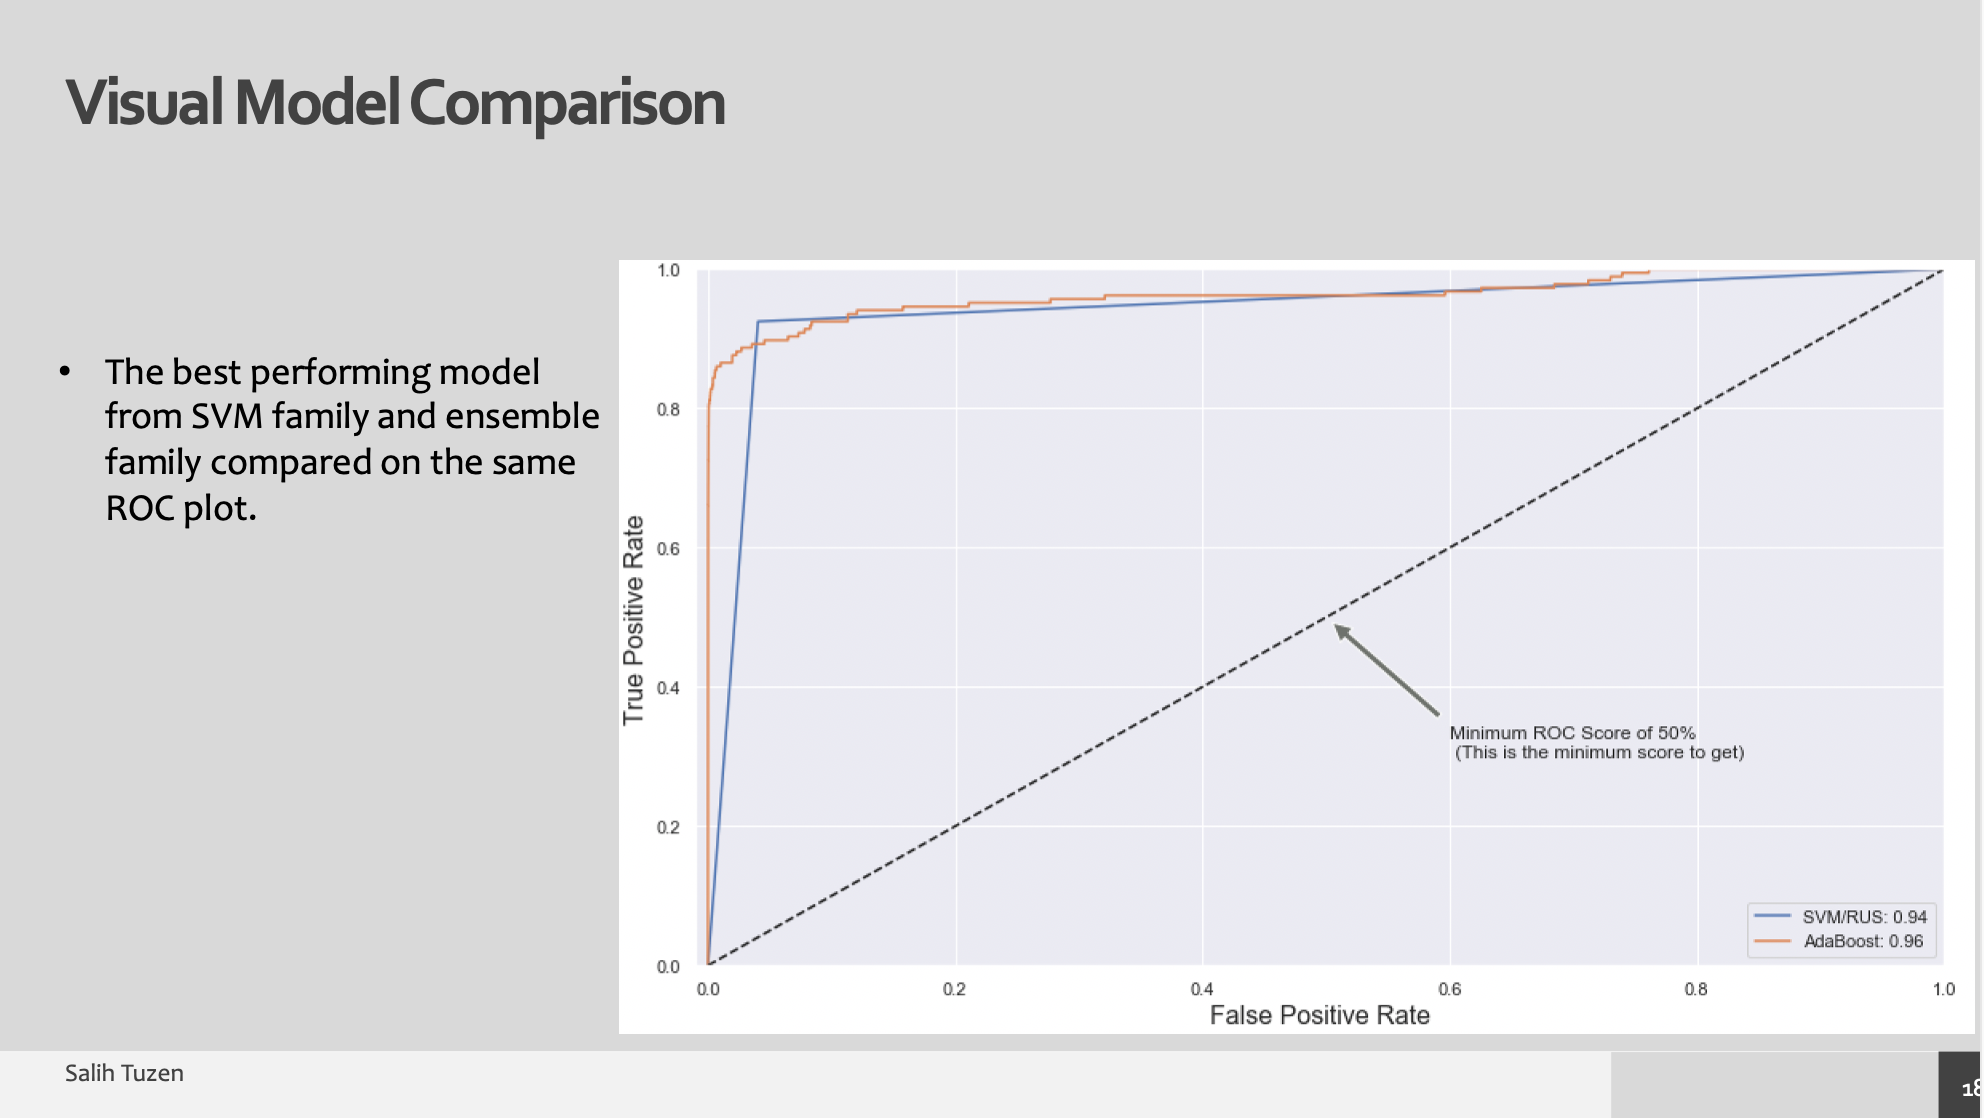 Visual Model Comparison
• The best performing model
from SVM family and ensemble
family compared on the same
ROC plot.
True Positive Rate
1.0
0.8
0.6
0.4
0.2
0.0
Minimum ROC Score of 50%
(This is the minimum score to get)
SVM/RUS: 0.94
AdaBoost: 0.96
0.0 0.2 0.4 0.6 0.8 1.0
False Positive Rate
Salih Tuzen
18